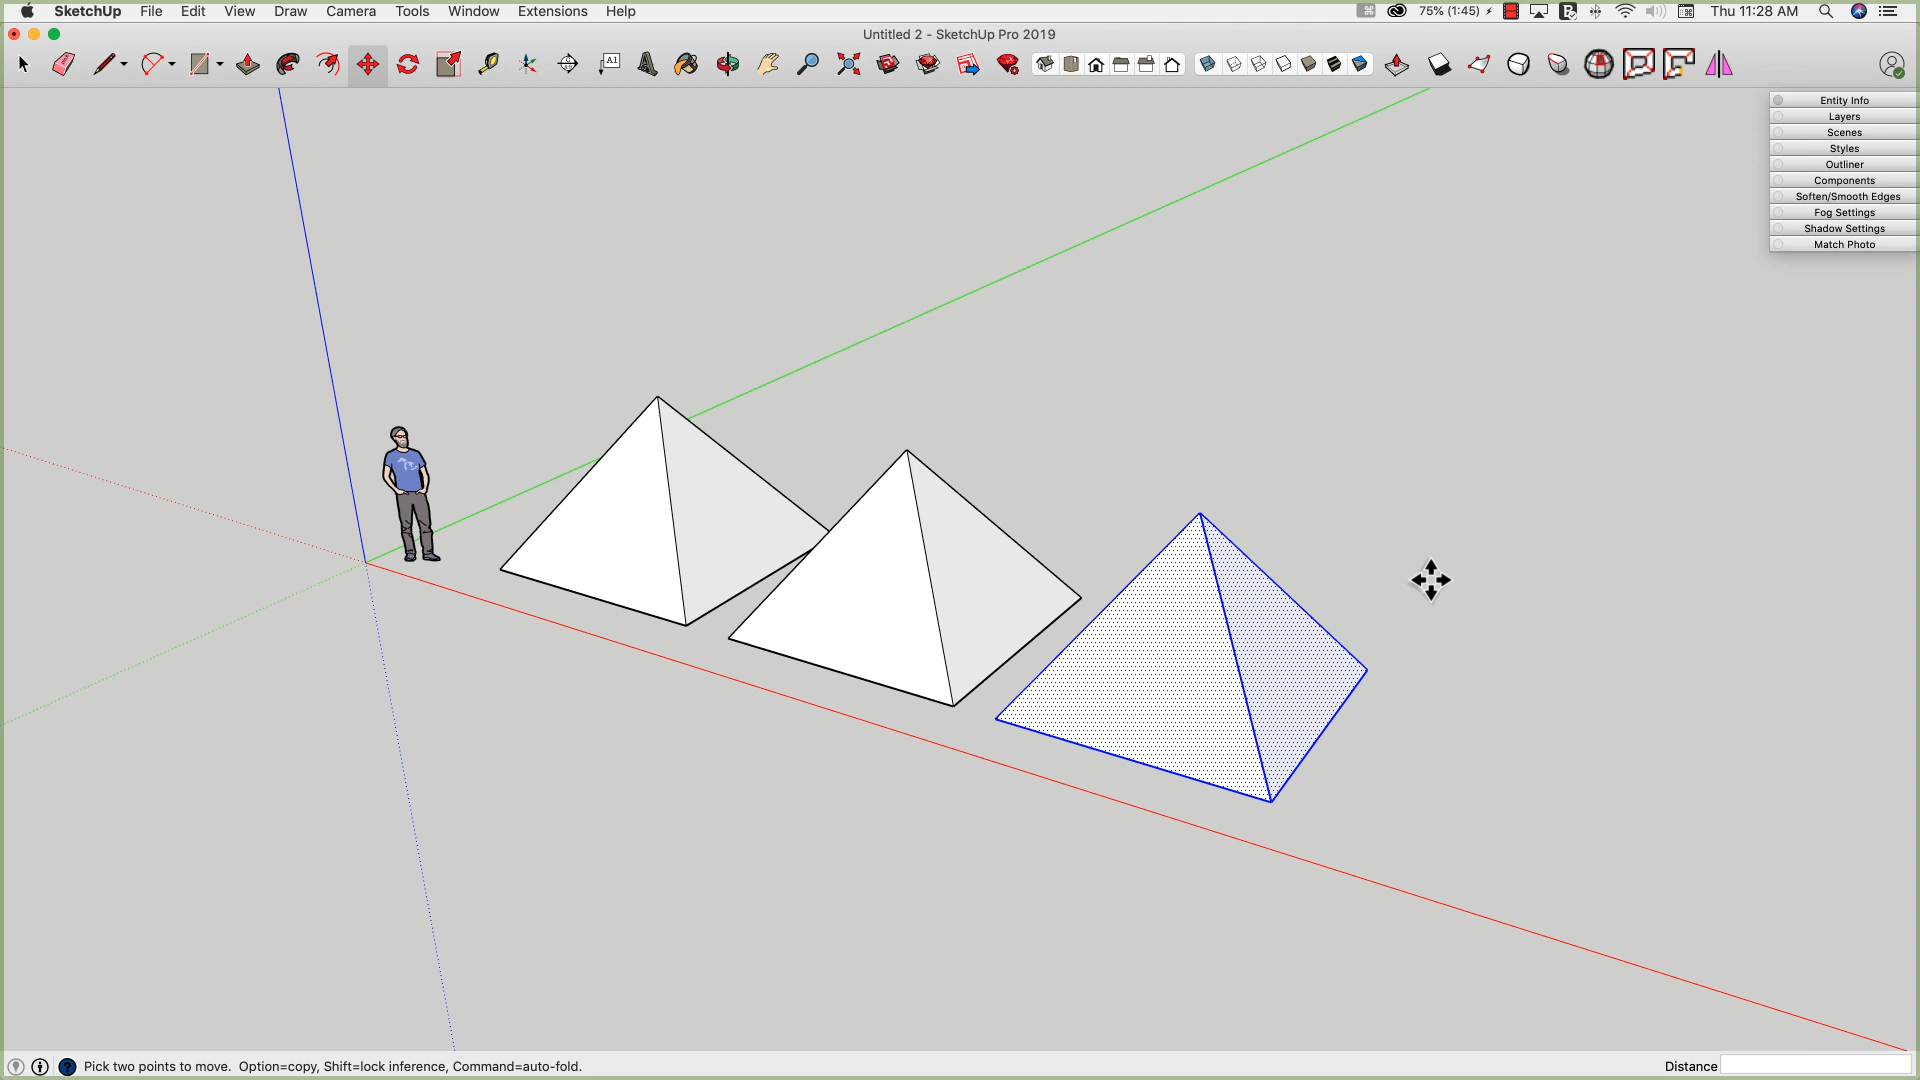 SketchUp File Edit View Draw Camera Tools Window Extensions Help 75% (1:45) Thu 11:28 AM
Untitled 2 - SketchUp Pro 2019
A1
Entity Info
Layers
Scenes
Styles
Outliner
Components
Soften/Smooth Edges
Fog Settings
Shadow Settings
Match Photo
Pick two points to move. Option=copy, Shift=lock inference, Command=auto-fold. Distance